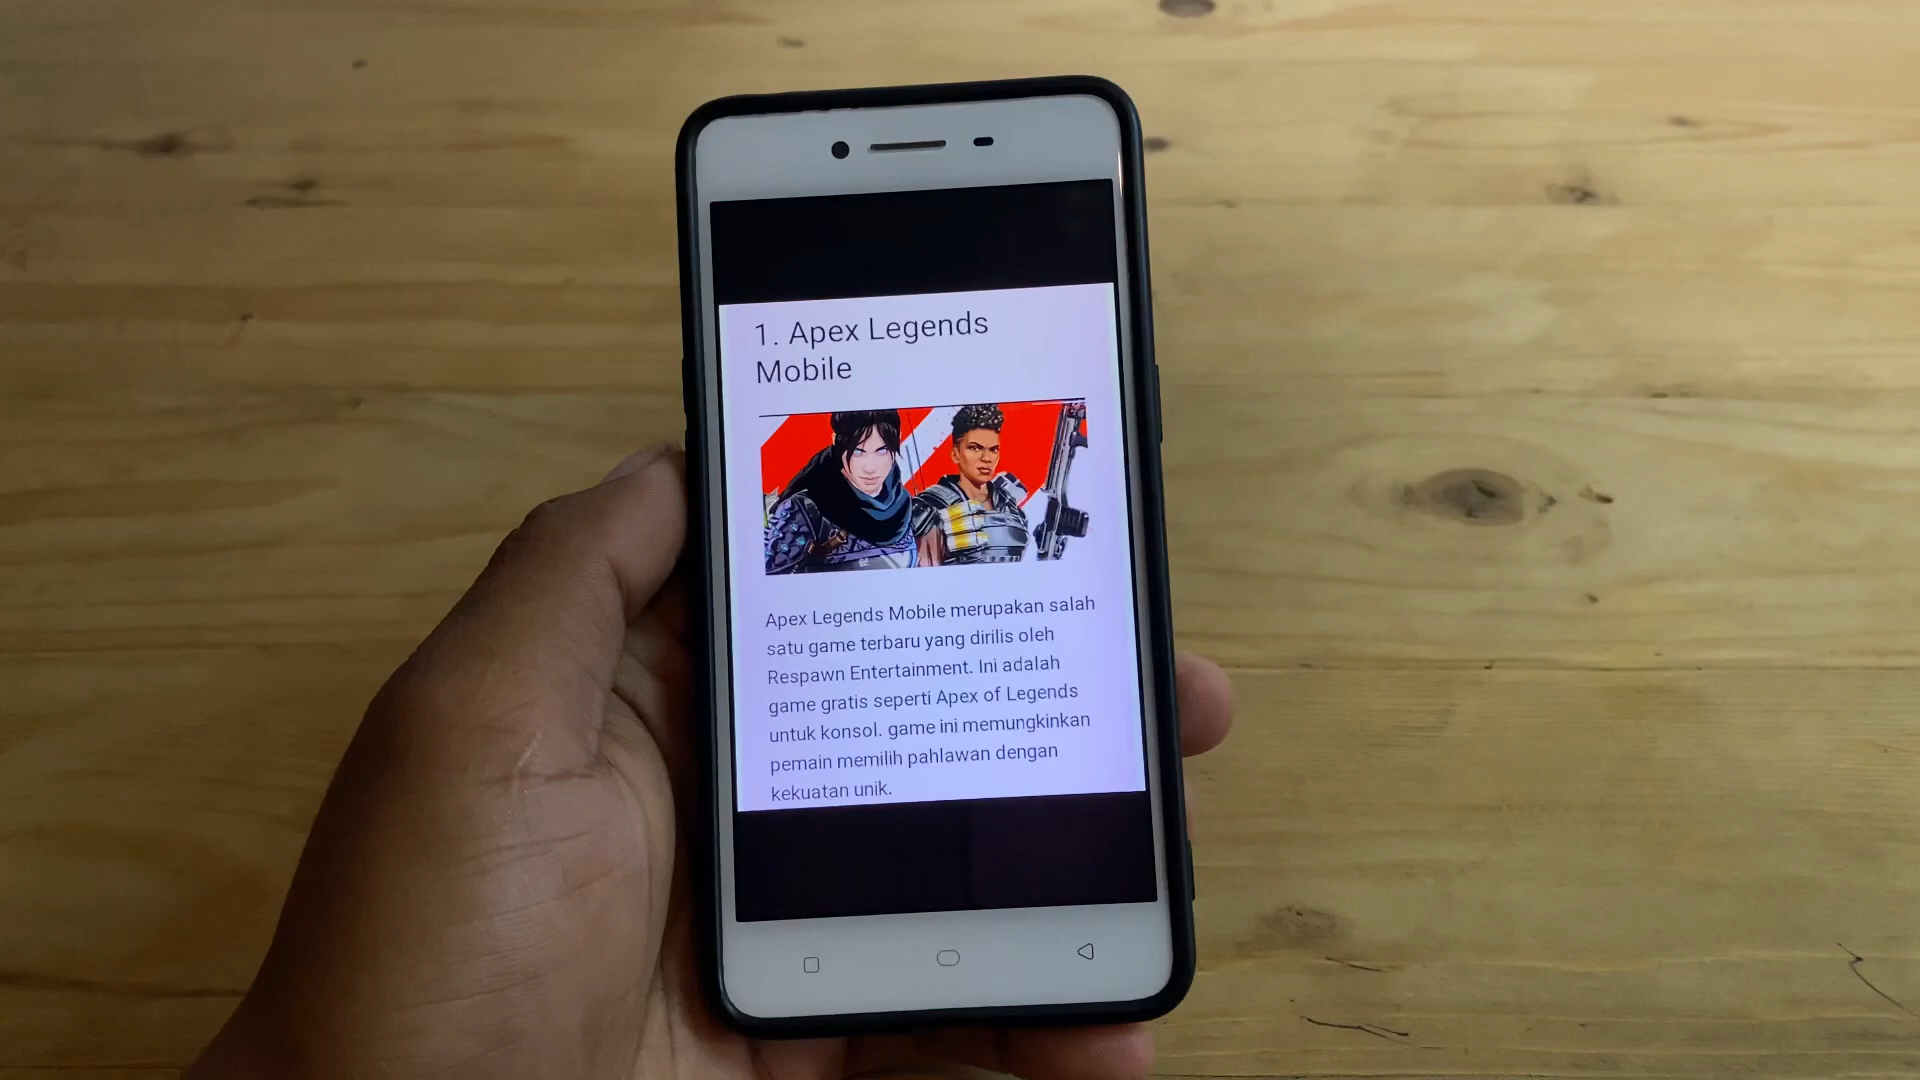 1. Apex Legends
Mobile
Apex Legends Mobile merupakan salah
satu game terbaru yang dirilis oleh
Respawn Entertainment. Ini adalah
game gratis seperti Apex of Legends
untuk konsol. game ini memungkinkan
pemain memilih pahlawan dengan
kekuatan unik.